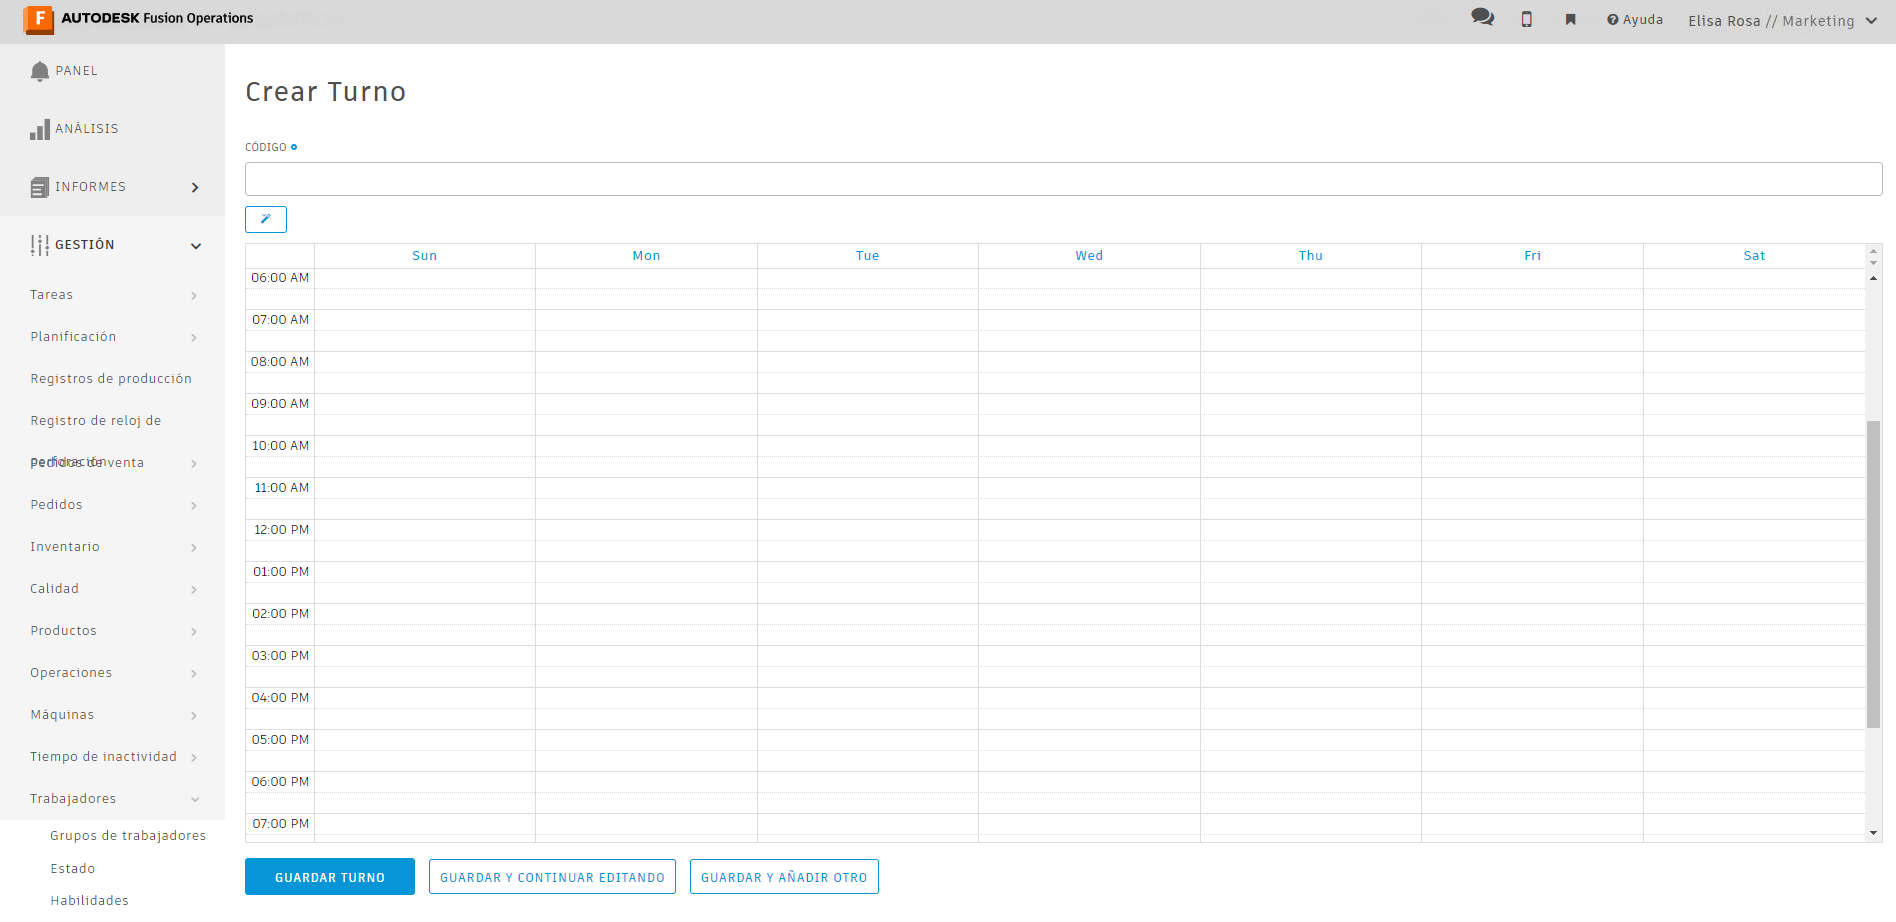 F AUTODESK Fusion Operations
Ayuda
Elisa Rosa // Marketing
PANEL
ANÁLISIS
INFORMES
GESTIÓN
Tareas
Planificación
Registros de producción
Registro de reloj de
perforación
Pedidos de venta
Pedidos
Inventario
Calidad
Productos
Operaciones
Máquinas
Tiempo de inactividad
Trabajadores
Grupos de trabajadores
Estado
Habilidades
Crear Turno
CÓDIGO
Sun Mon Tue Wed Thu Fri Sat
06:00 AM
07:00 AM
08:00 AM
09:00 AM
10:00 AM
11:00 AM
12:00 PM
01:00 PM
02:00 PM
03:00 PM
04:00 PM
05:00 PM
06:00 PM
07:00 PM
GUARDAR TURNO
GUARDAR Y CONTINUAR EDITANDO
GUARDAR Y AÑADIR OTRO